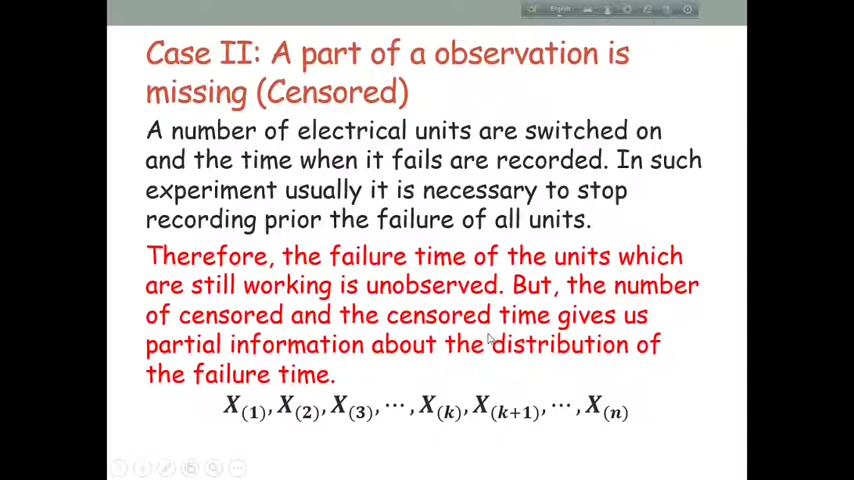 English
Case II: A part of a observation is
missing (Censored)
A number of electrical units are switched on
and the time when it fails are recorded. In such
experiment usually it is necessary to stop
recording prior the failure of all units.
Therefore, the failure time of the units which
are still working is unobserved. But, the number
of censored and the censored time gives us
partial information about the distribution of
the failure time.
X₍₁₎, X₍₂₎, X₍₃₎, ⋯, X₍ₖ₎, X₍ₖ₊₁₎, ⋯, X₍ₙ₎